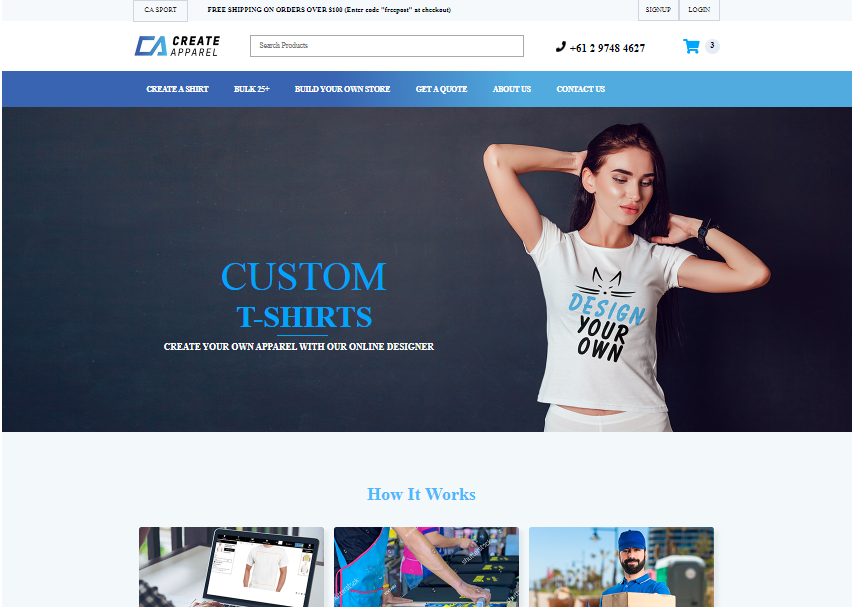 CA SPORT
FREE SHIPPING ON ORDERS OVER $100 (Enter code "freepost" at checkout)
SIGNUP
LOGIN
CA CREATE
APPAREL
Search Products
+61 2 9748 4627
3
CREATE A SHIRT
BULK 25+
BUILD YOUR OWN STORE
GET A QUOTE
ABOUT US
CONTACT US
CUSTOM
T-SHIRTS
CREATE YOUR OWN APPAREL WITH OUR ONLINE DESIGNER
DESIGN
YOUR
OWN
How It Works
shutterstock